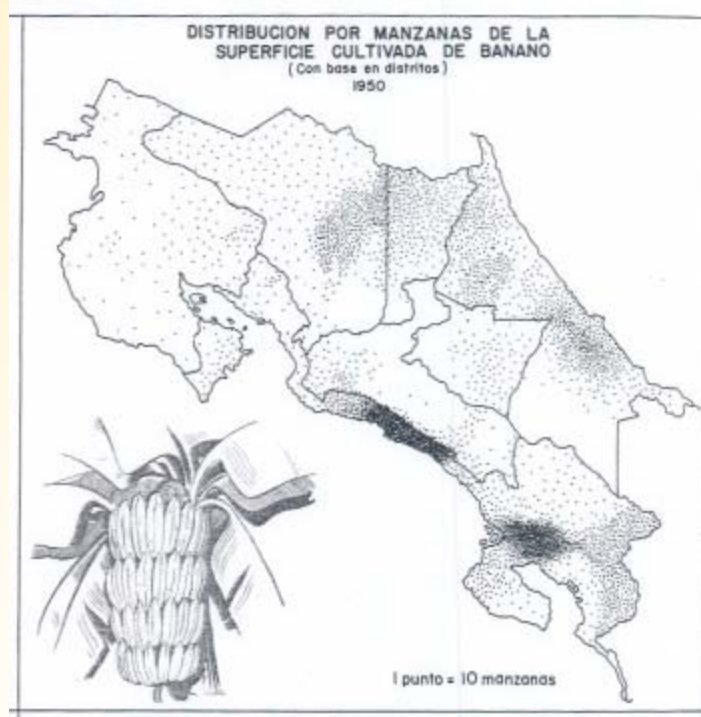 DISTRIBUCION POR MANZANAS DE LA
SUPERFICIE CULTIVADA DE BANANO
(Con base en distritos)
1950
1 punto = 10 manzanas